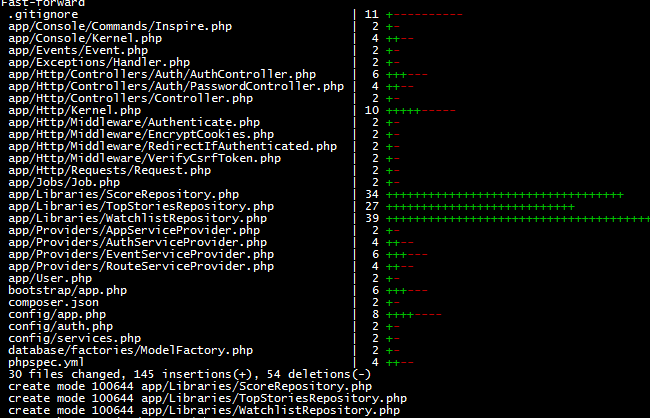 Fast-forward
.gitignore | 11 +----------
app/Console/Commands/Inspire.php | 2 +-
app/Console/Kernel.php | 4 ++--
app/Events/Event.php | 2 +-
app/Exceptions/Handler.php | 2 +-
app/Http/Controllers/Auth/AuthController.php | 6 +++---
app/Http/Controllers/Auth/PasswordController.php | 4 ++--
app/Http/Controllers/Controller.php | 2 +-
app/Http/Kernel.php | 10 +++++-----
app/Http/Middleware/Authenticate.php | 2 +-
app/Http/Middleware/EncryptCookies.php | 2 +-
app/Http/Middleware/RedirectIfAuthenticated.php | 2 +-
app/Http/Middleware/VerifyCsrfToken.php | 2 +-
app/Http/Requests/Request.php | 2 +-
app/Jobs/Job.php | 2 +-
app/Libraries/ScoreRepository.php | 34 ++++++++++++++++++++++++++++++++++
app/Libraries/TopStoriesRepository.php | 27 +++++++++++++++++++++++++++
app/Libraries/WatchlistRepository.php | 39 +++++++++++++++++++++++++++++++++++++++
app/Providers/AppServiceProvider.php | 2 +-
app/Providers/AuthServiceProvider.php | 4 ++--
app/Providers/EventServiceProvider.php | 6 +++---
app/Providers/RouteServiceProvider.php | 4 ++--
app/User.php | 2 +-
bootstrap/app.php | 6 +++---
composer.json | 2 +-
config/app.php | 8 ++++----
config/auth.php | 2 +-
config/services.php | 2 +-
database/factories/ModelFactory.php | 2 +-
phpspec.yml | 4 ++--
30 files changed, 145 insertions(+), 54 deletions(-)
create mode 100644 app/Libraries/ScoreRepository.php
create mode 100644 app/Libraries/TopStoriesRepository.php
create mode 100644 app/Libraries/WatchlistRepository.php